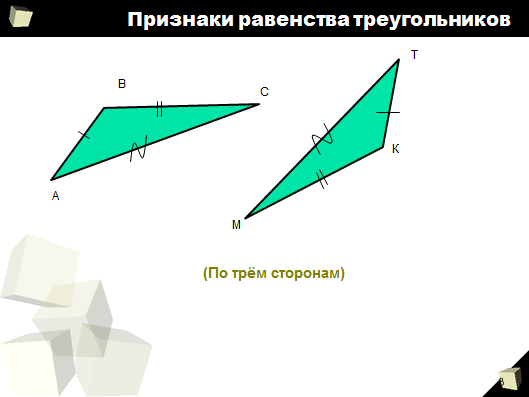 Признаки равенства треугольников
T
B
C
К
А
М
(По трём сторонам)